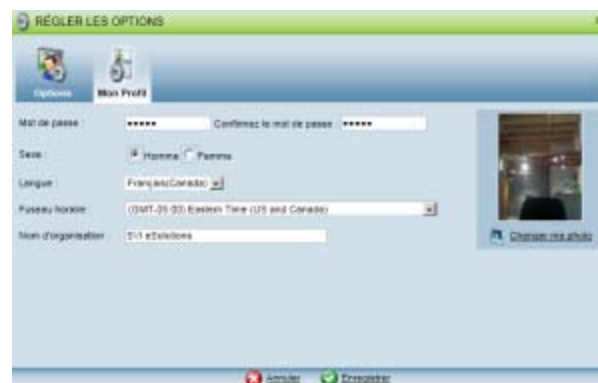 RÉGLER LES OPTIONS
Options
Mon Profil
Mot de passe : ••••• Confirmez le mot de passe •••••
Sexe : Homme Femme
Langue : Français(Canada)
Fuseau horaire : (GMT-05:00) Eastern Time (US and Canada)
Nom d'organisation eSolutions
Changer ma photo
Annuler Enregistrer